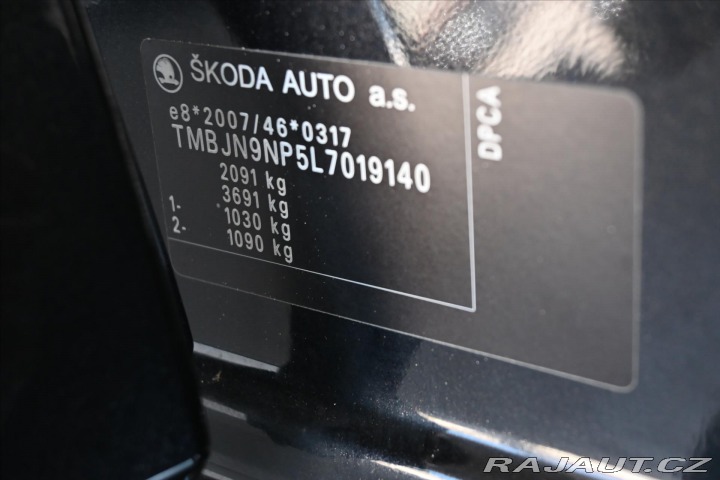 ŠKODA AUTO a.s.
e8*2007/46*0317
TMBJN9NP5L7019140
2091 kg
3691 kg
1- 1030 kg
2- 1090 kg
DPCA
RAJAUT.CZ